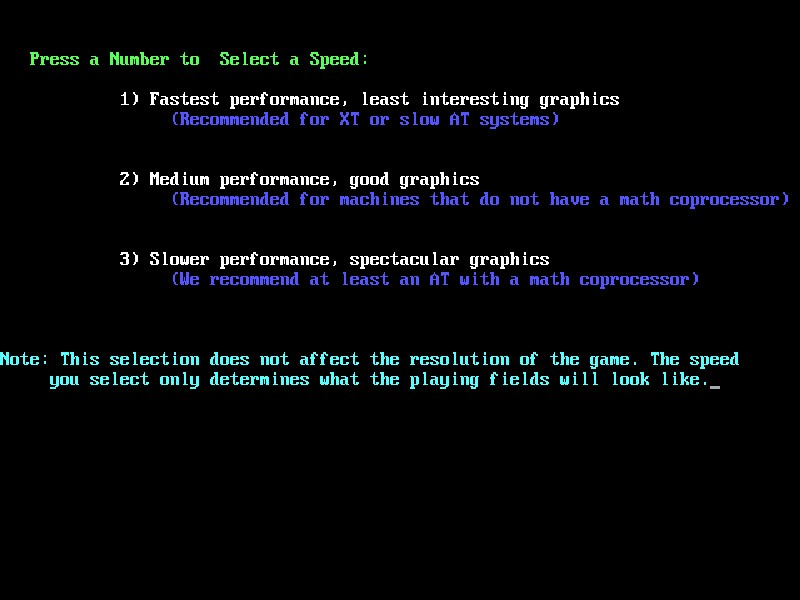 Press a Number to  Select a Speed:
1) Fastest performance, least interesting graphics
(Recommended for XT or slow AT systems)
2) Medium performance, good graphics
(Recommended for machines that do not have a math coprocessor)
3) Slower performance, spectacular graphics
(We recommend at least an AT with a math coprocessor)
Note: This selection does not affect the resolution of the game. The speed
you select only determines what the playing fields will look like._